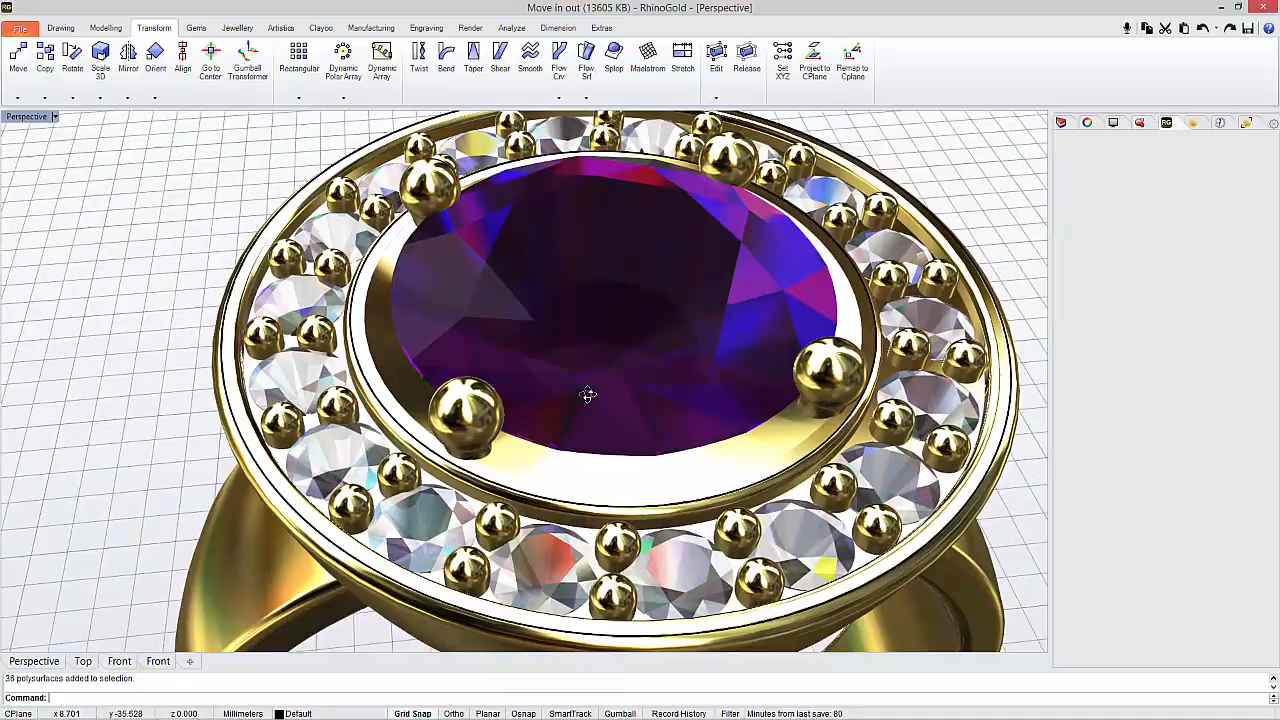 RG
Move in out (13605 KB) - RhinoGold - [Perspective]
File Drawing Modelling Transform Gems Jewellery Artistics Clayoo Manufacturing Engraving Render Analyze Dimension Extras
Move Copy Rotate Scale 3D Mirror Orient Align Go to Center Gumball Transformer Rectangular Dynamic Polar Array Dynamic Array Twist Bend Taper Shear Smooth Flow Crv Flow Srf Splop Maelstrom Stretch Edit Release Set XYZ Project to CPlane Remap to Cplane
Perspective
RG
Perspective Top Front Front
36 polysurfaces added to selection.
Command:
CPlane x 8.701 y -35.528 z 0.000 Millimeters Default Grid Snap Ortho Planar Osnap SmartTrack Gumball Record History Filter Minutes from last save: 80